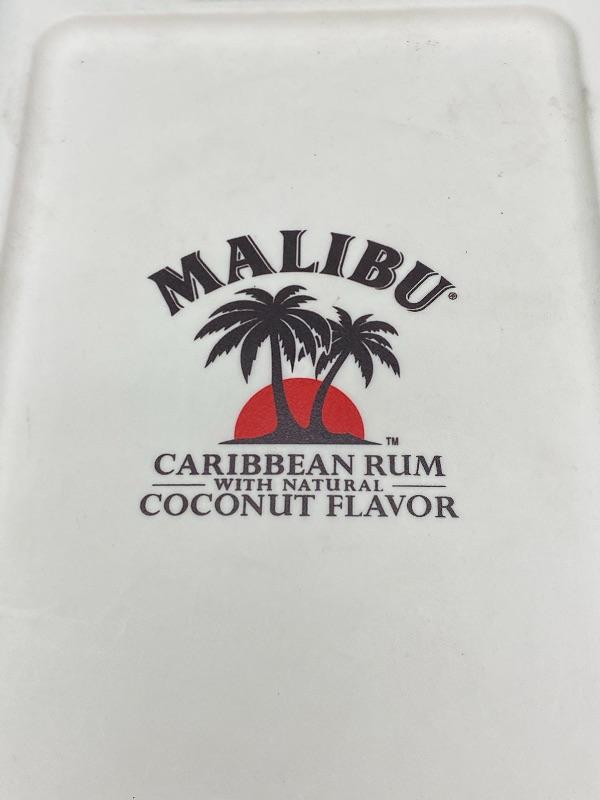 MALIBU®
™
CARIBBEAN RUM
WITH NATURAL
COCONUT FLAVOR